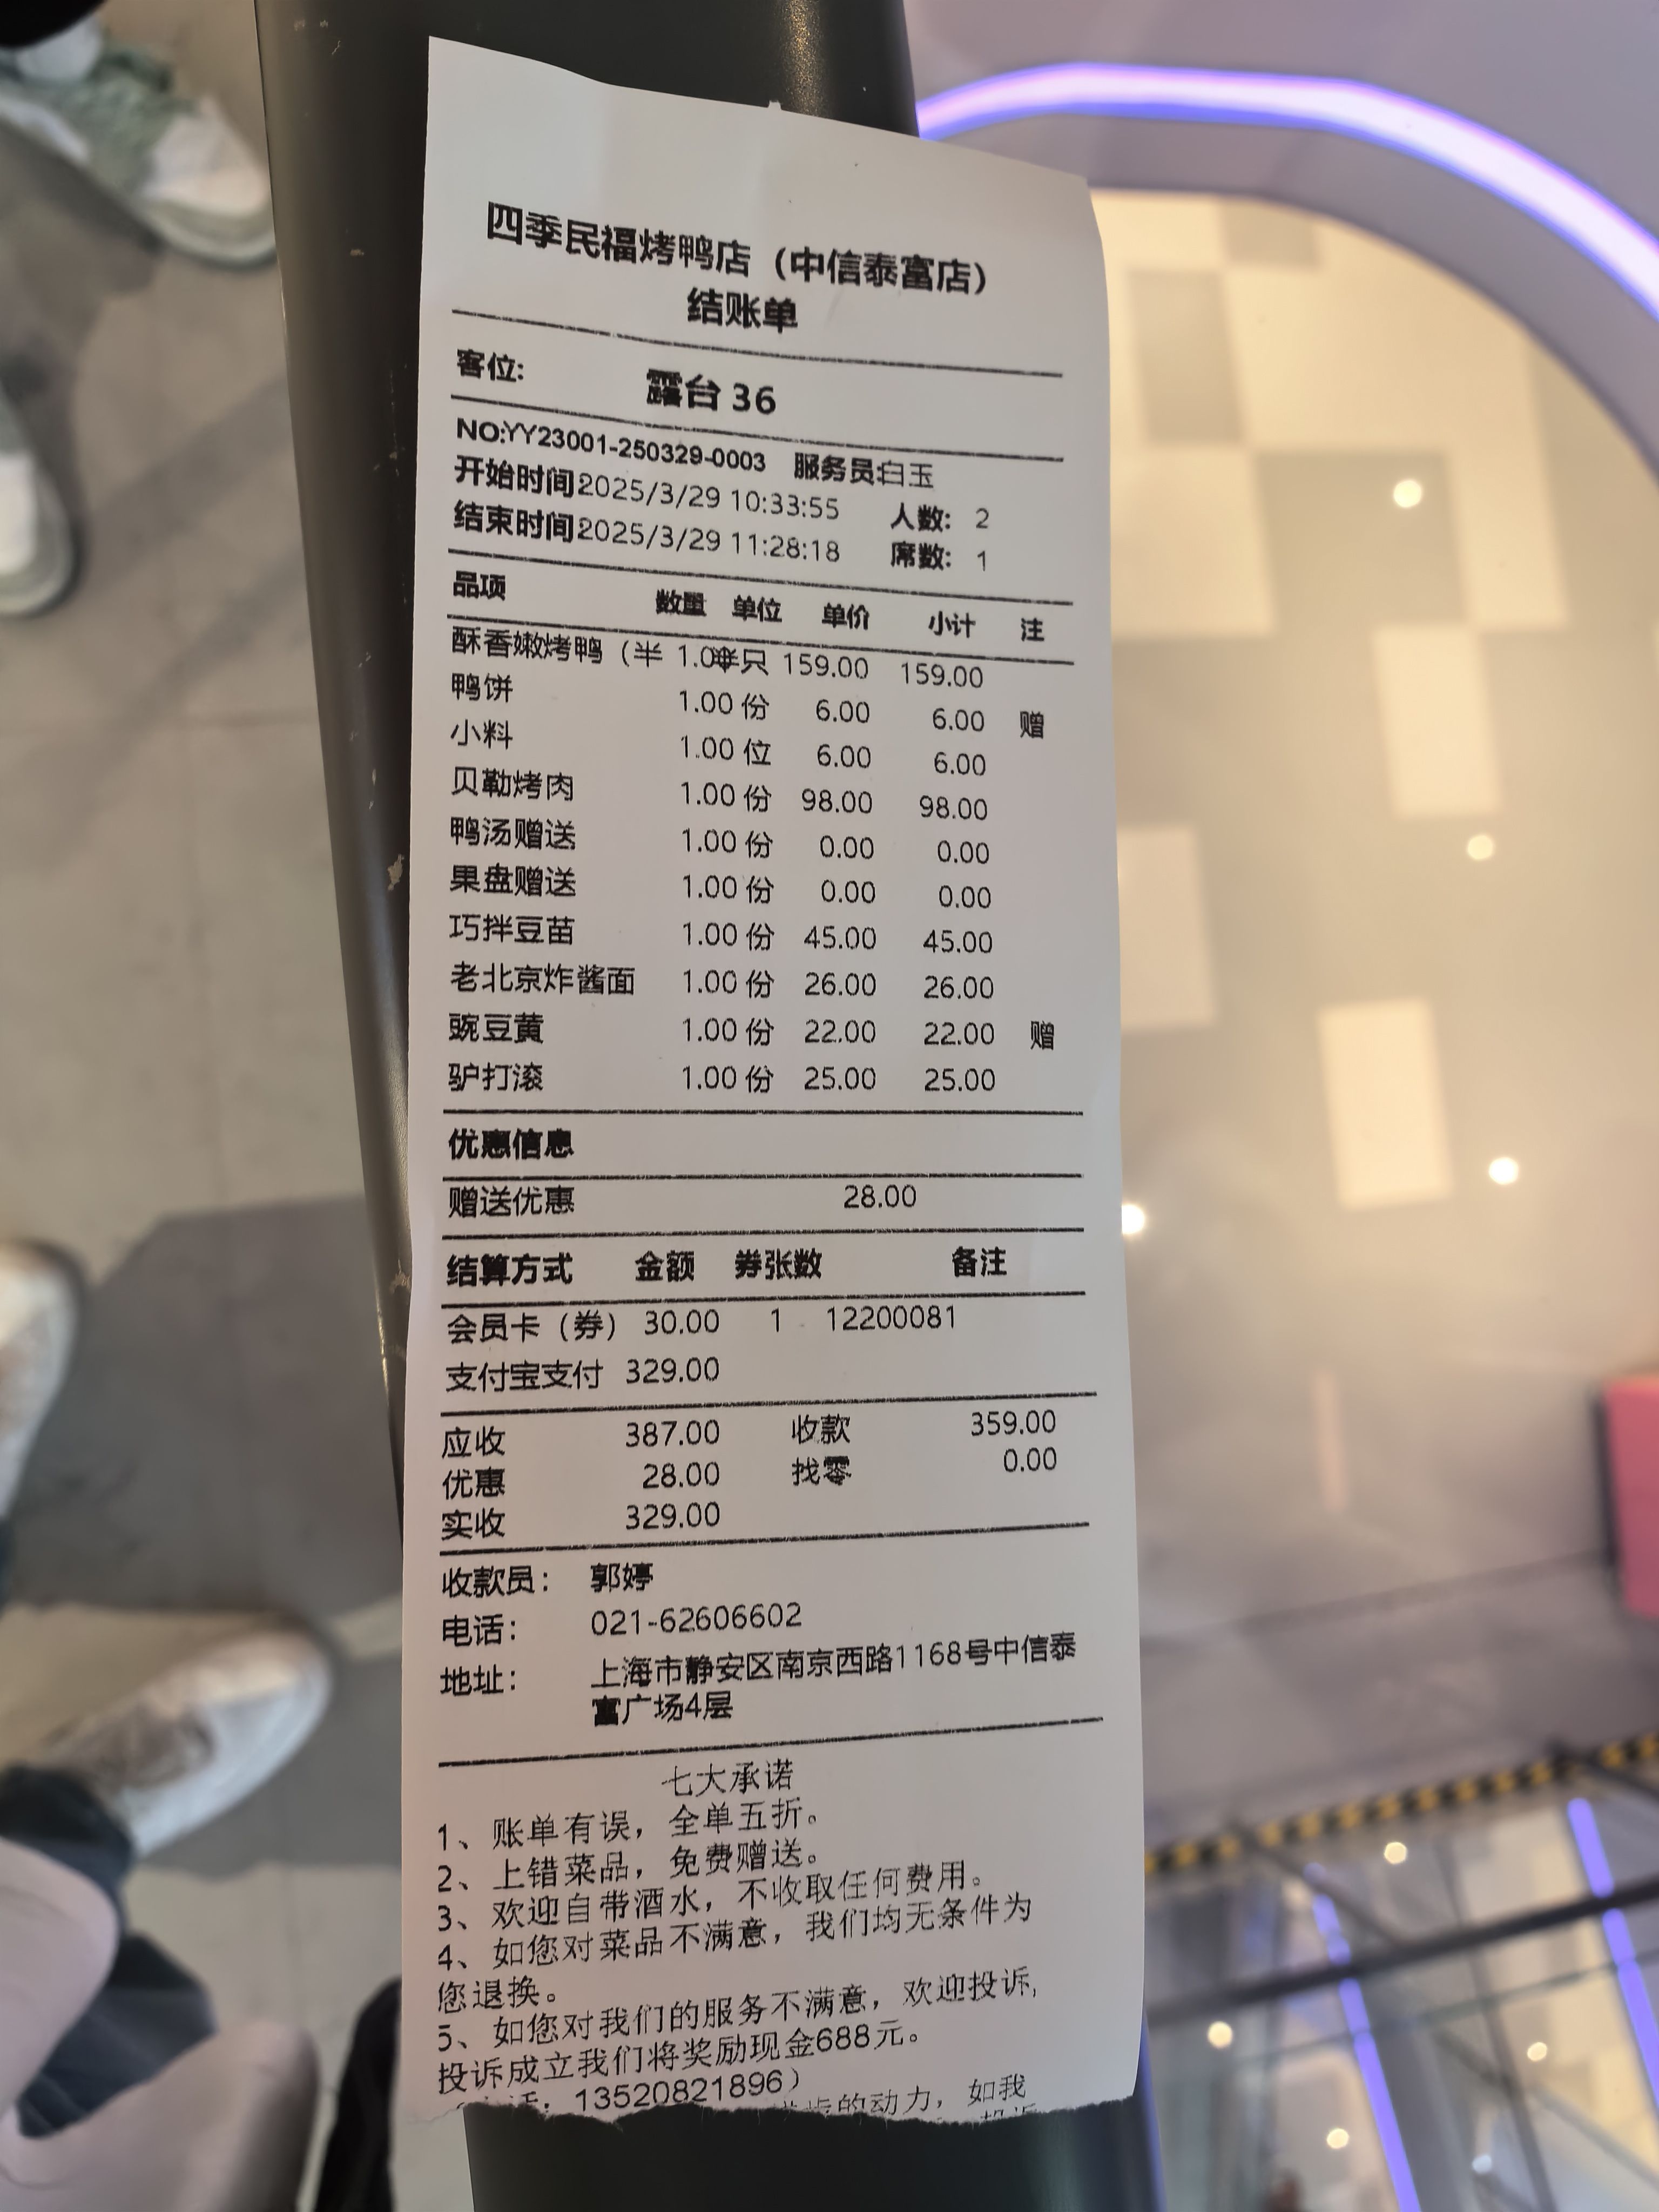 四季民福烤鸭店（中信泰富店）
结账单
客位: 露台 36
NO:YY23001-250329-0003 服务员:白玉
开始时间:2025/3/29 10:33:55 人数: 2
结束时间:2025/3/29 11:28:18 席数: 1
品项 数量 单位 单价 小计 注
酥香嫩烤鸭（半 1.00半只 159.00 159.00
鸭饼 1.00 份 6.00 6.00 赠
小料 1.00 位 6.00 6.00
贝勒烤肉 1.00 份 98.00 98.00
鸭汤赠送 1.00 份 0.00 0.00
果盘赠送 1.00 份 0.00 0.00
巧拌豆苗 1.00 份 45.00 45.00
老北京炸酱面 1.00 份 26.00 26.00
豌豆黄 1.00 份 22.00 22.00 赠
驴打滚 1.00 份 25.00 25.00
优惠信息
赠送优惠 28.00
结算方式 金额 券张数 备注
会员卡（券） 30.00 1 12200081
支付宝支付 329.00
应收 387.00 收款 359.00
优惠 28.00 找零 0.00
实收 329.00
收款员： 郭婷
电话： 021-62606602
地址： 上海市静安区南京西路1168号中信泰
富广场4层
七大承诺
1、账单有误，全单五折。
2、上错菜品，免费赠送。
3、欢迎自带酒水，不收取任何费用。
4、如您对菜品不满意，我们均无条件为
您退换。
5、如您对我们的服务不满意，欢迎投诉,
投诉成立我们将奖励现金688元。
13520821896）
的动力，如我